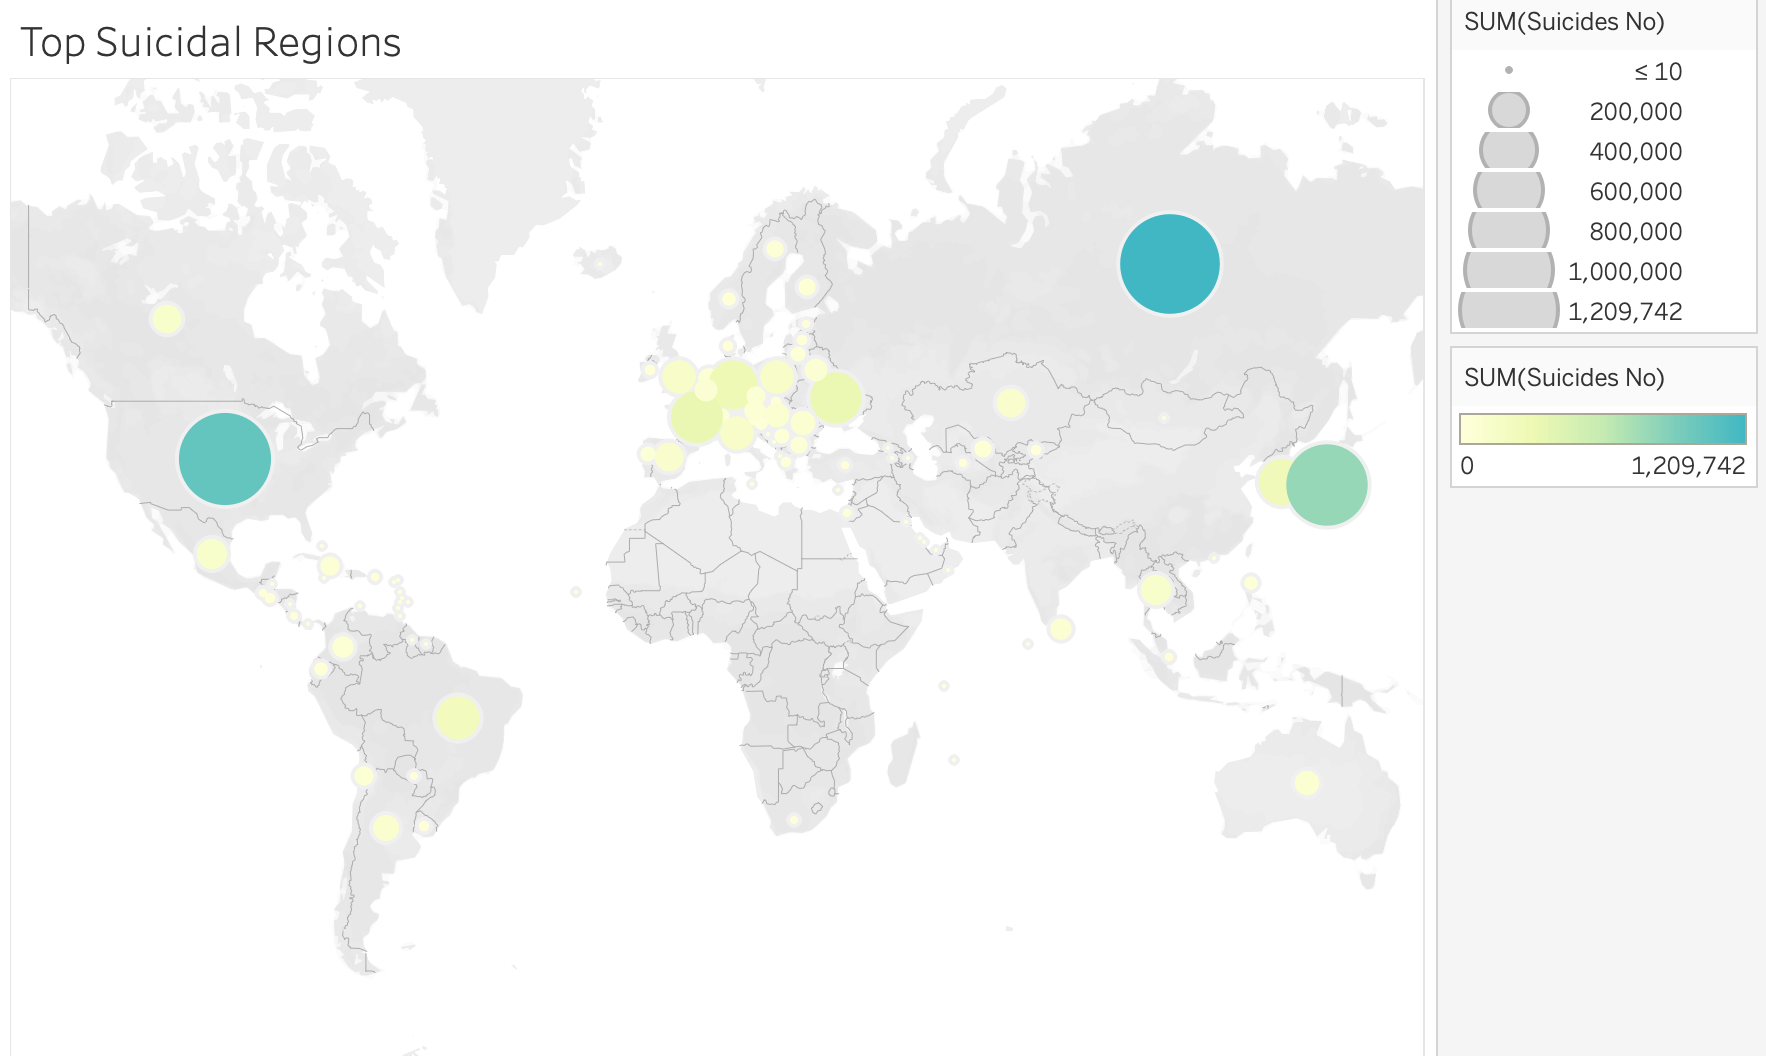 Top Suicidal Regions
SUM(Suicides No)
≤ 10
200,000
400,000
600,000
800,000
1,000,000
1,209,742
SUM(Suicides No)
0 1,209,742